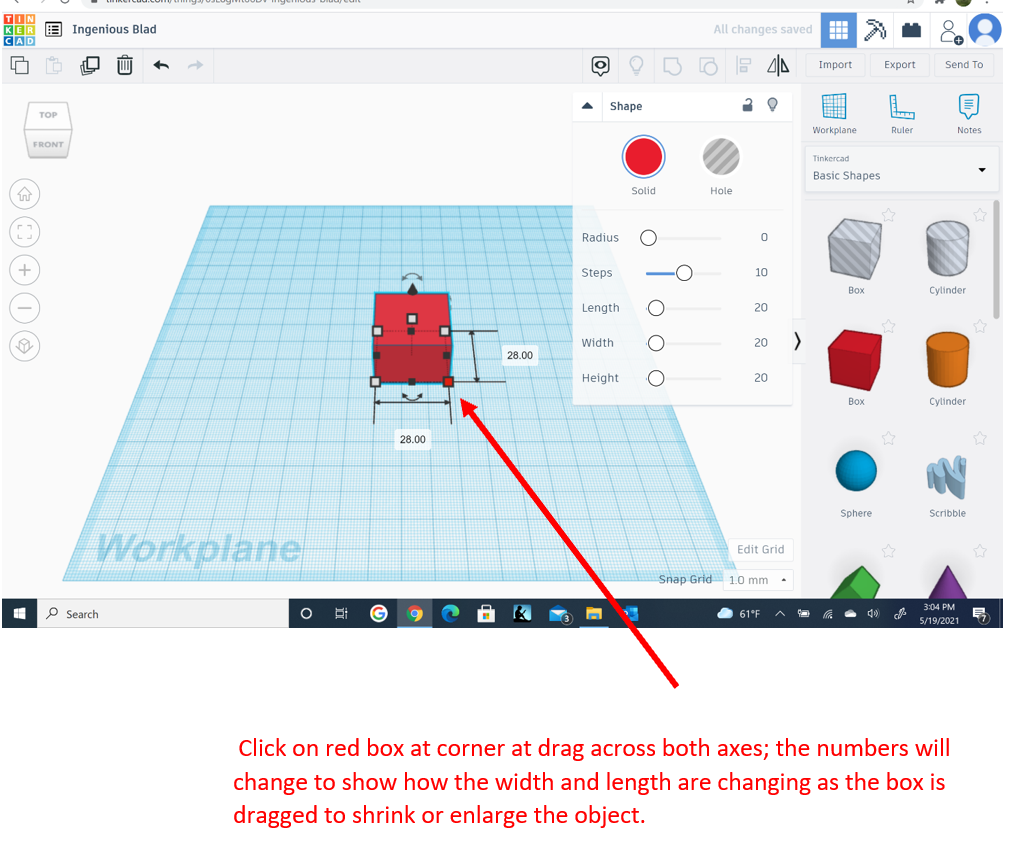 TIN
KER
CAD
Ingenious Blad
All changes saved
Import
Export
Send To
TOP
FRONT
Shape
Solid
Hole
Radius 0
Steps 10
Length 20
Width 20
Height 20
Workplane
Ruler
Notes
Tinkercad
Basic Shapes
Box
Cylinder
Box
Cylinder
Sphere
Scribble
28.00
28.00
Workplane
Edit Grid
Snap Grid 1.0 mm
Search
3
61°F
3:04 PM
5/19/2021
7
Click on red box at corner at drag across both axes; the numbers will
change to show how the width and length are changing as the box is
dragged to shrink or enlarge the object.